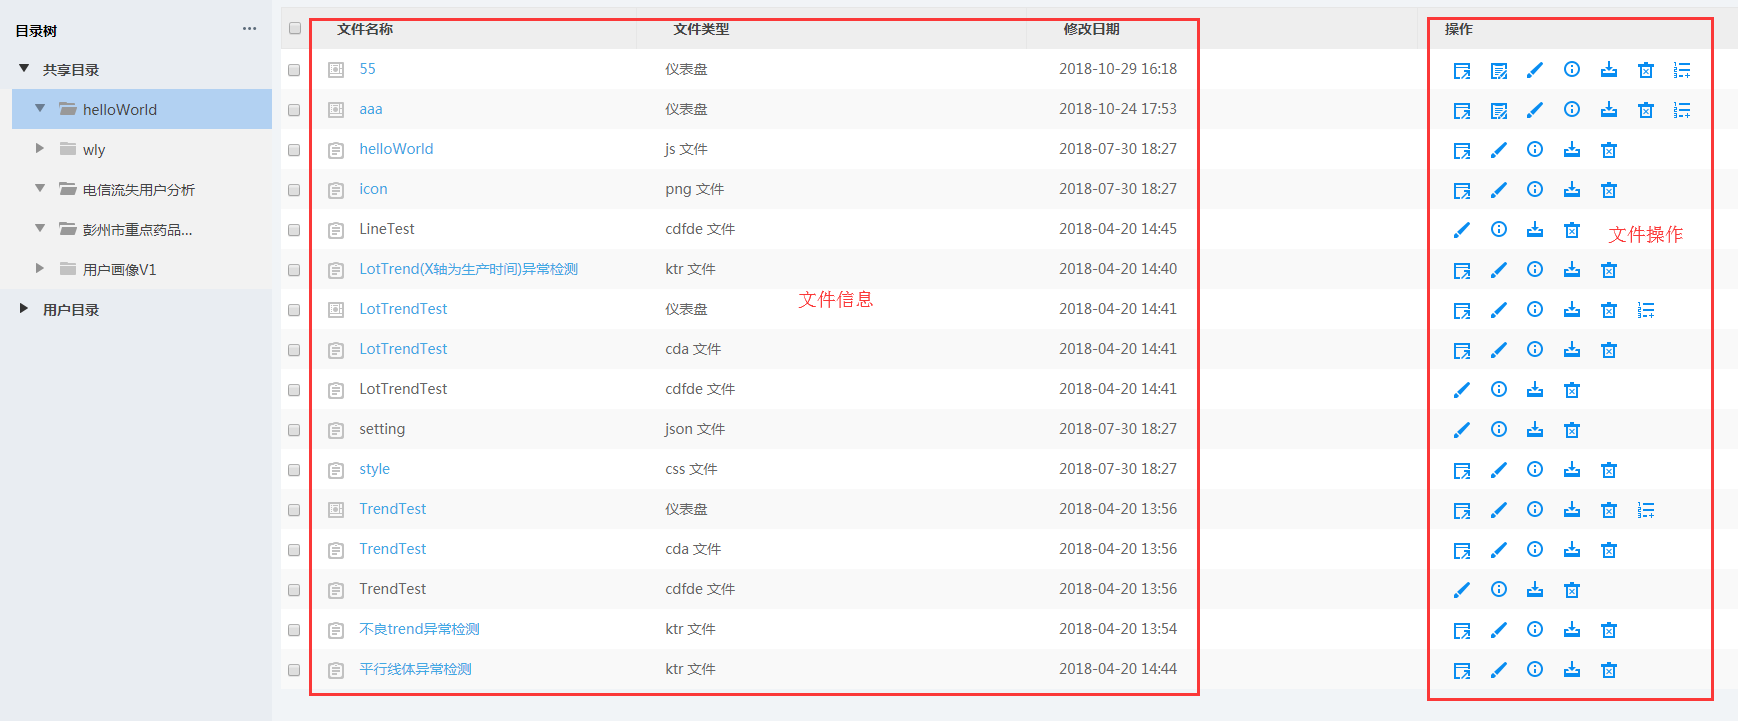 目录树 ···
共享目录
helloWorld
wly
电信流失用户分析
彭州市重点药品...
用户画像V1
用户目录
文件名称 文件类型 修改日期 操作
55 仪表盘 2018-10-29 16:18
aaa 仪表盘 2018-10-24 17:53
helloWorld js 文件 2018-07-30 18:27
icon png 文件 2018-07-30 18:27
LineTest cdfde 文件 2018-04-20 14:45
文件操作
LotTrend(X轴为生产时间)异常检测 ktr 文件 2018-04-20 14:40
文件信息
LotTrendTest 仪表盘 2018-04-20 14:41
LotTrendTest cda 文件 2018-04-20 14:41
LotTrendTest cdfde 文件 2018-04-20 14:41
setting json 文件 2018-07-30 18:27
style css 文件 2018-07-30 18:27
TrendTest 仪表盘 2018-04-20 13:56
TrendTest cda 文件 2018-04-20 13:56
TrendTest cdfde 文件 2018-04-20 13:56
不良trend异常检测 ktr 文件 2018-04-20 13:54
平行线体异常检测 ktr 文件 2018-04-20 14:44